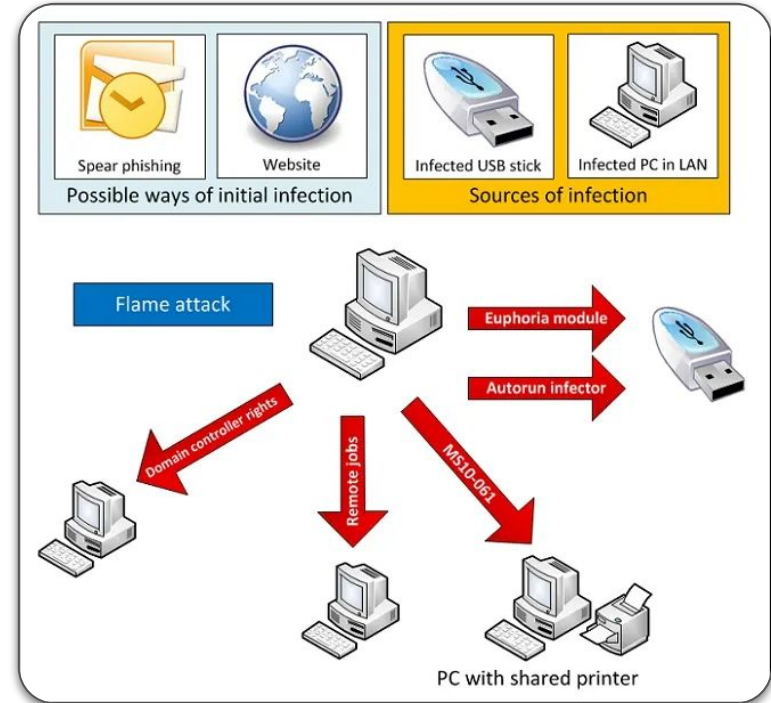 Spear phishing
Website
Possible ways of initial infection
Infected USB stick
Infected PC in LAN
Sources of infection
Flame attack
Euphoria module
Autorun infector
Domain controller rights
Remote jobs
MS10-061
PC with shared printer